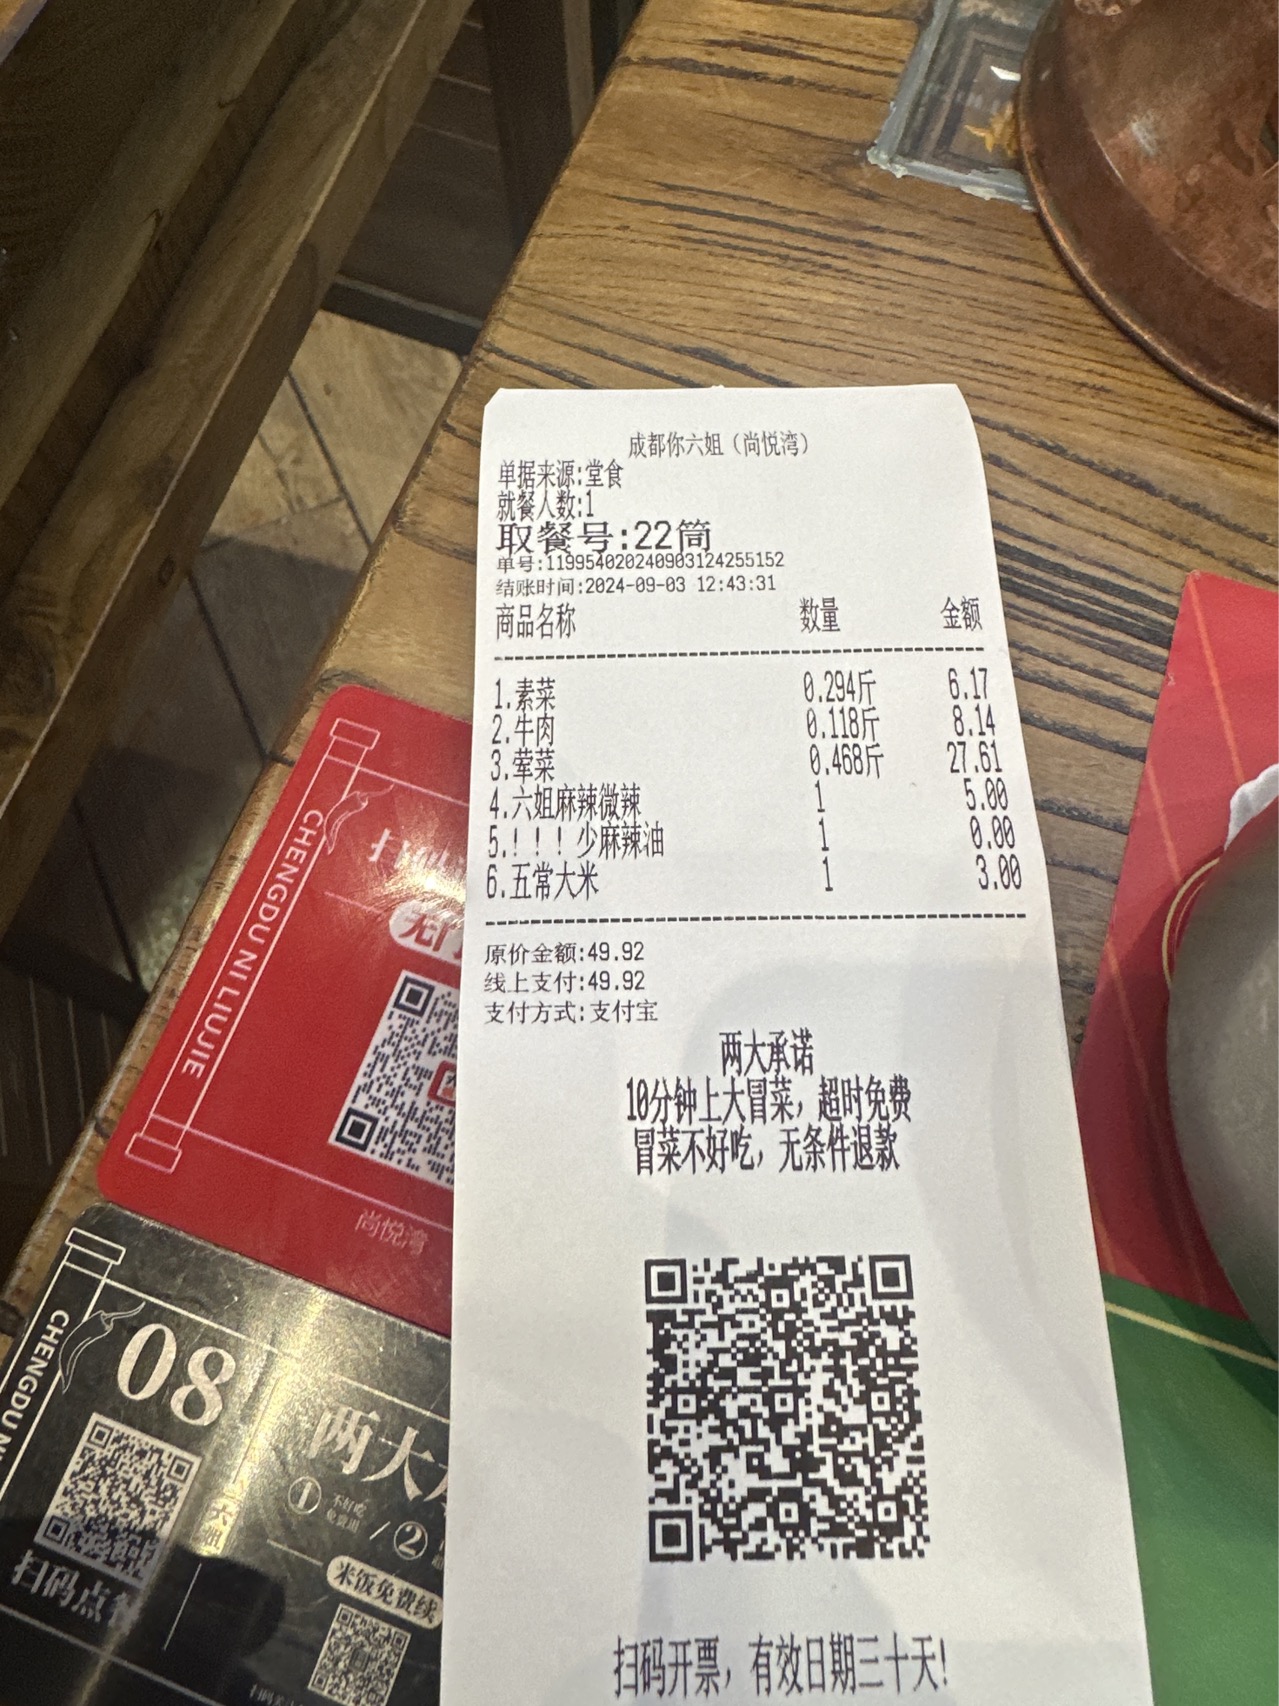 成都你六姐（尚悦湾）
单据来源:堂食
就餐人数:1
取餐号:22筒
单号:119954020240903124255152
结账时间:2024-09-03 12:43:31
商品名称 数量 金额
1.素菜 0.294斤 6.17
2.牛肉 0.118斤 8.14
3.荤菜 0.468斤 27.61
4.六姐麻辣微辣 1 5.00
5.！！！少麻辣油 1 0.00
6.五常大米 1 3.00
原价金额:49.92
线上支付:49.92
支付方式:支付宝
两大承诺
10分钟上大冒菜，超时免费
冒菜不好吃，无条件退款
扫码开票，有效日期三十天!
CHENGDU NI LIUJIE
尚悦湾
CHENGDU
08
两大
① 不好吃
/ ②
米饭免费续
六姐
扫码点餐